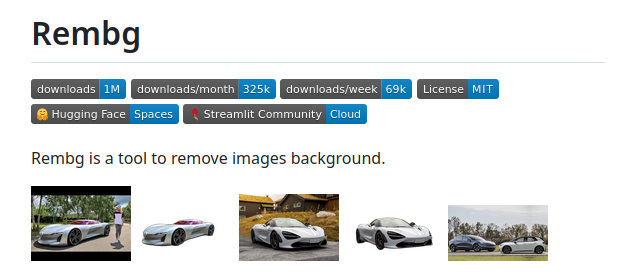 Rembg
downloads 1M downloads/month 325k downloads/week 69k License MIT
Hugging Face Spaces Streamlit Community Cloud
Rembg is a tool to remove images background.